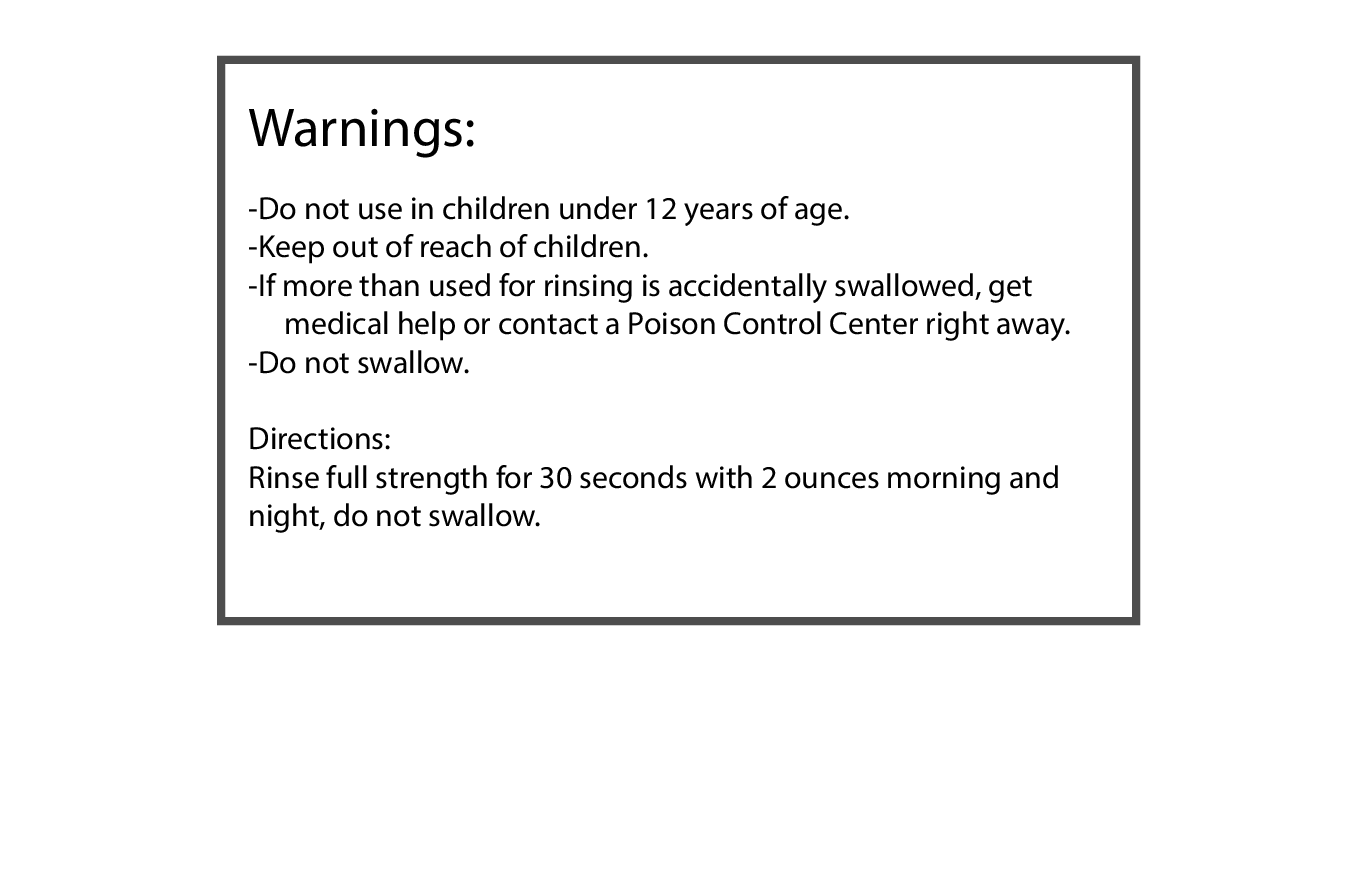 Warnings:
-Do not use in children under 12 years of age.
-Keep out of reach of children.
-If more than used for rinsing is accidentally swallowed, get
medical help or contact a Poison Control Center right away.
-Do not swallow.
Directions:
Rinse full strength for 30 seconds with 2 ounces morning and
night, do not swallow.